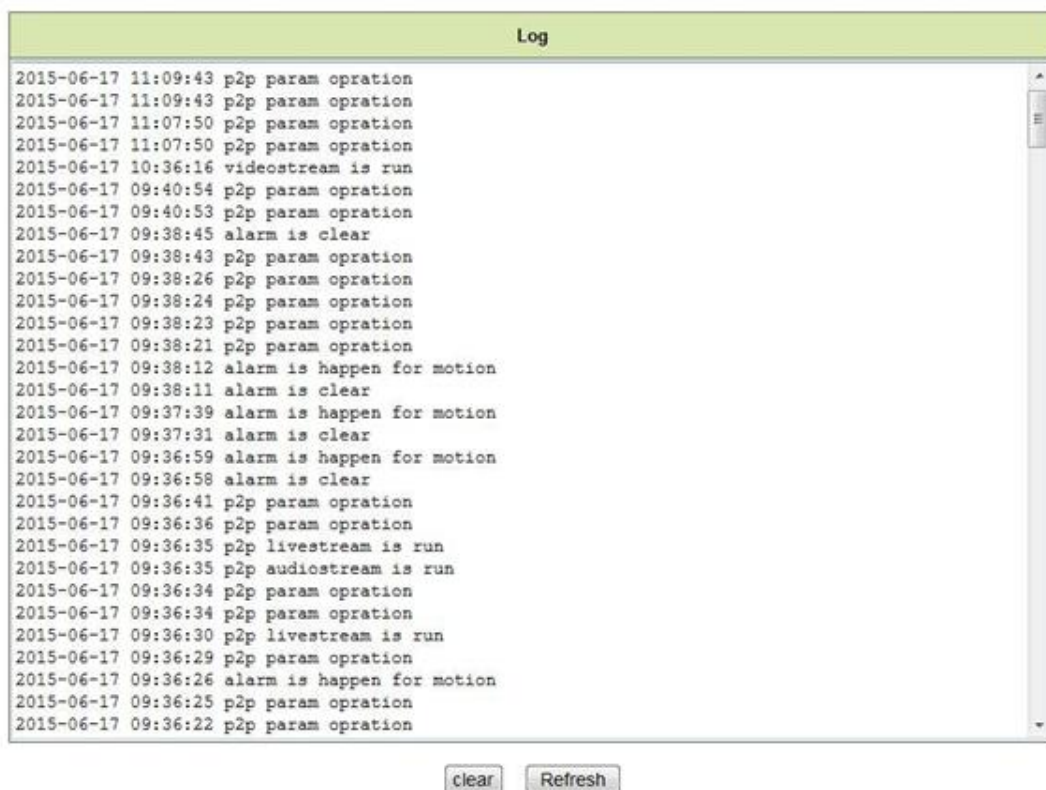 Log
2015-06-17 11:09:43 p2p param opration
2015-06-17 11:09:43 p2p param opration
2015-06-17 11:07:50 p2p param opration
2015-06-17 11:07:50 p2p param opration
2015-06-17 10:36:16 videostream is run
2015-06-17 09:40:54 p2p param opration
2015-06-17 09:40:53 p2p param opration
2015-06-17 09:38:45 alarm is clear
2015-06-17 09:38:43 p2p param opration
2015-06-17 09:38:26 p2p param opration
2015-06-17 09:38:24 p2p param opration
2015-06-17 09:38:23 p2p param opration
2015-06-17 09:38:21 p2p param opration
2015-06-17 09:38:12 alarm is happen for motion
2015-06-17 09:38:11 alarm is clear
2015-06-17 09:37:39 alarm is happen for motion
2015-06-17 09:37:31 alarm is clear
2015-06-17 09:36:59 alarm is happen for motion
2015-06-17 09:36:58 alarm is clear
2015-06-17 09:36:41 p2p param opration
2015-06-17 09:36:36 p2p param opration
2015-06-17 09:36:35 p2p livestream is run
2015-06-17 09:36:35 p2p audiostream is run
2015-06-17 09:36:34 p2p param opration
2015-06-17 09:36:34 p2p param opration
2015-06-17 09:36:30 p2p livestream is run
2015-06-17 09:36:29 p2p param opration
2015-06-17 09:36:26 alarm is happen for motion
2015-06-17 09:36:25 p2p param opration
2015-06-17 09:36:22 p2p param opration
clear Refresh